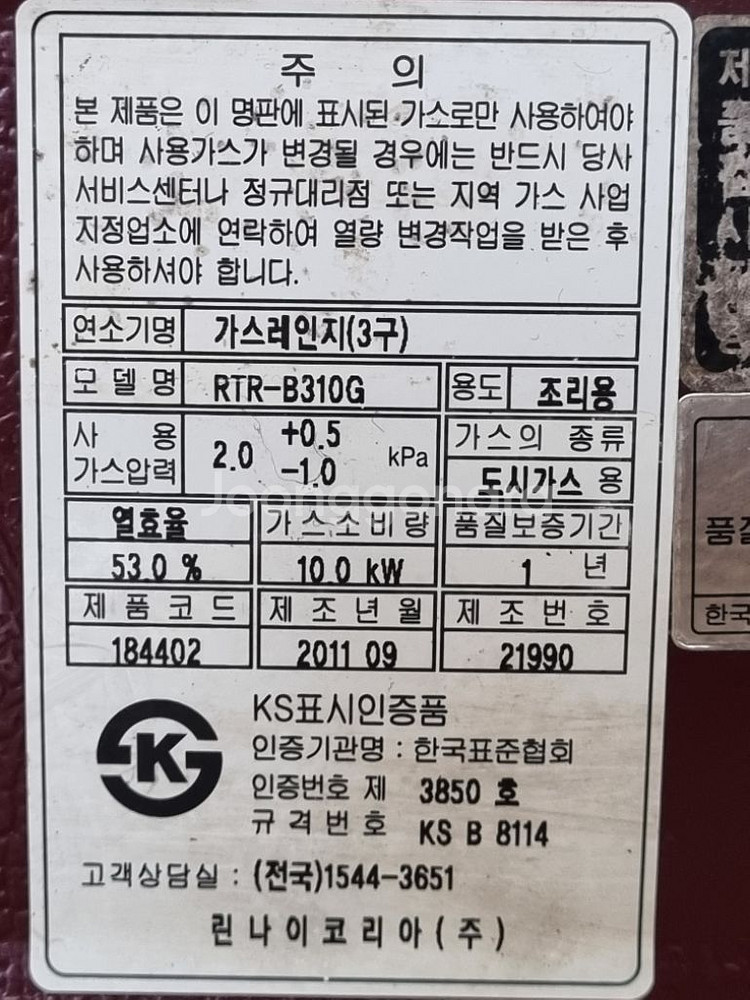 주 의
본 제품은 이 명판에 표시된 가스로만 사용하여야
하며 사용가스가 변경될 경우에는 반드시 당사
서비스센터나 정규대리점 또는 지역 가스 사업
지정업소에 연락하여 열량 변경작업을 받은 후
사용하셔야 합니다.
연소기명 가스레인지(3구)
모델명 RTR-B310G 용도 조리용
사용 가스압력 2.0 +0.5 -1.0 kPa
가스의 종류
도시가스 용
열효율 가스소비량 품질보증기간
53.0 % 10.0 kW 1 년
제품코드 제조년월 제조번호
184402 2011 09 21990
KS표시인증품
인증기관명 : 한국표준협회
인증번호 제 3850 호
규격번호 KS B 8114
고객상담실 : (전국)1544-3651
린나이코리아(주)
한국